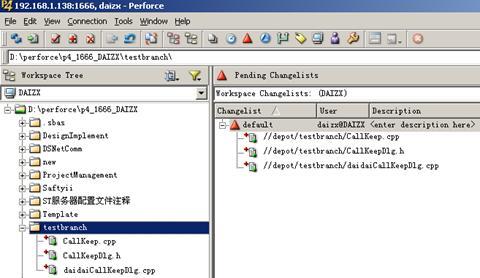 192.168.1.138:1666, daizx - Perforce
File Edit View Connection Tools Window Help
D:\perforce\p4_1666_DAIZX\testbranch\
Workspace Tree
Pending Changelists
DAIZX
Workspace Changelists: (DAIZX)
D:\perforce\p4_1666_DAIZX
.sbas
DesignImplement
DSNetComm
new
ProjectManagement
Saftyii
ST服务器配置文件注释
Template
testbranch
CallKeep.cpp
CallKeepDlg.h
daidaiCallKeepDlg.cpp
Changelist User Description
default daizx@DAIZX <enter description here>
//depot/testbranch/CallKeep.cpp
//depot/testbranch/CallKeepDlg.h
//depot/testbranch/daidaiCallKeepDlg.cpp